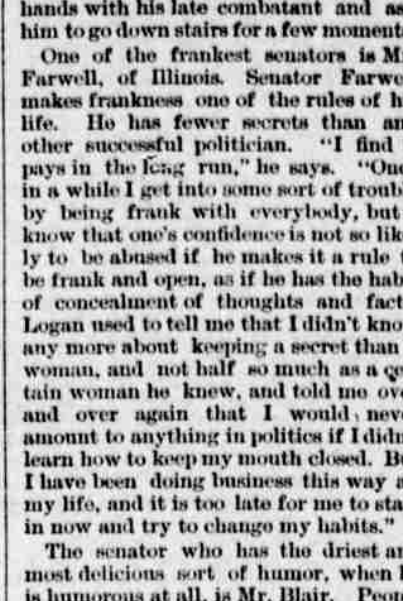 hands with his late combatant and as
him to go down stairs for a few moment
One of the frankest senators is M
Farwell, of Illinois. Senator Farwe
makes frankness one of the rules of h
life. He has fewer secrets than an
other successful politician. "I find
pays in the long run," he says. "Onc
in a while I get into some sort of troub
by being frank with everybody, but
know that one's confidence is not so lik
ly to be abused if he makes it a rule t
be frank and open, as if he has the hab
of concealment of thoughts and fact
Logan used to tell me that I didn't kno
any more about keeping a secret than
woman, and not half so much as a ce
tain woman he knew, and told me ove
and over again that I would neve
amount to anything in politics if I didn
learn how to keep my mouth closed. B
I have been doing business this way a
my life, and it is too late for me to sta
in now and try to change my habits."
The senator who has the driest an
most delicious sort of humor, when h
is humorous at all, is Mr. Blair. Peop